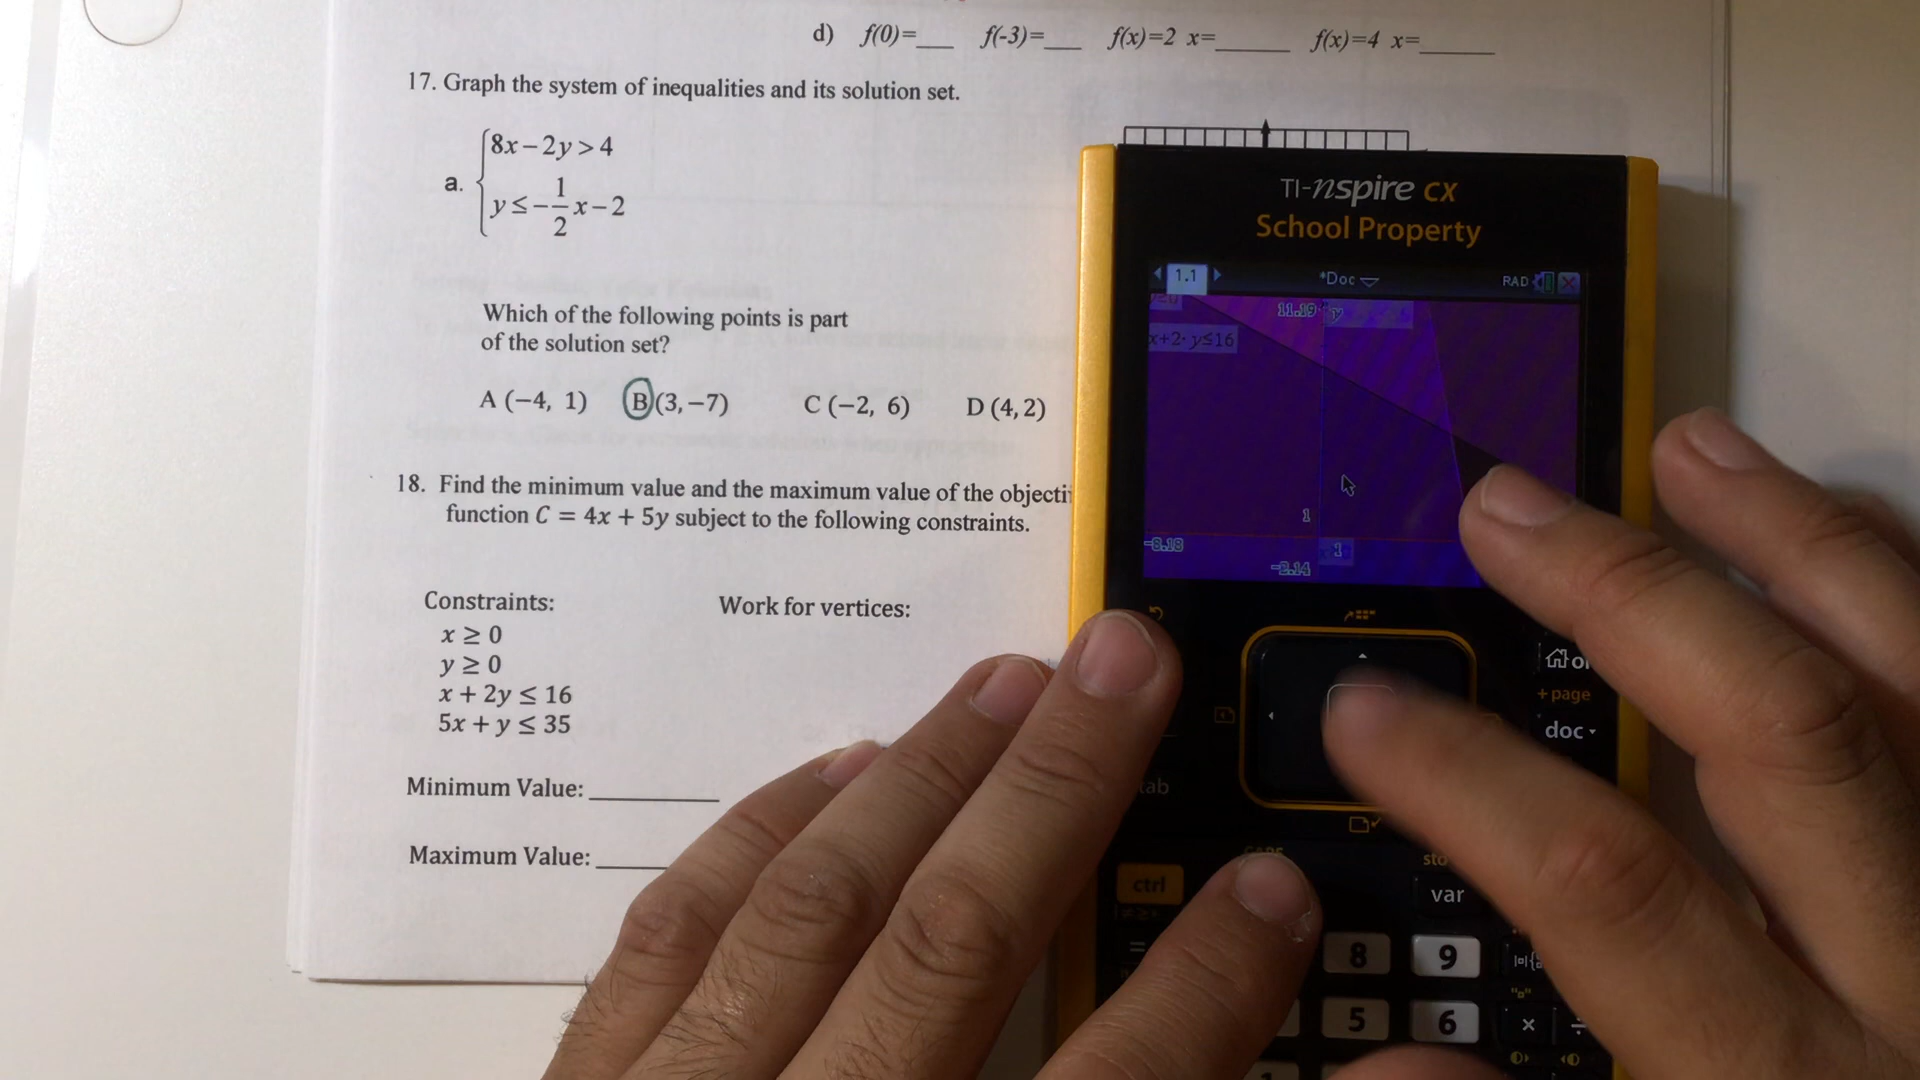 d) f(0)=___ f(-3)=___ f(x)=2 x=______ f(x)=4 x=______
17. Graph the system of inequalities and its solution set.
a. 8x-2y>4
y≤-1/2x-2
Which of the following points is part
of the solution set?
A (-4, 1) B (3,-7) C (-2, 6) D (4,2)
18. Find the minimum value and the maximum value of the objecti
function C = 4x + 5y subject to the following constraints.
Constraints: Work for vertices:
x ≥ 0
y ≥ 0
x + 2y ≤ 16
5x + y ≤ 35
Minimum Value: _________
Maximum Value: _____
TI-nspire CX
School Property
1.1 *Doc RAD
11.19 y
x+2·y≤16
1
-8.18 1
-2.14
+page
doc
tab
sto
ctrl var
= 8 9
5 6 × ÷